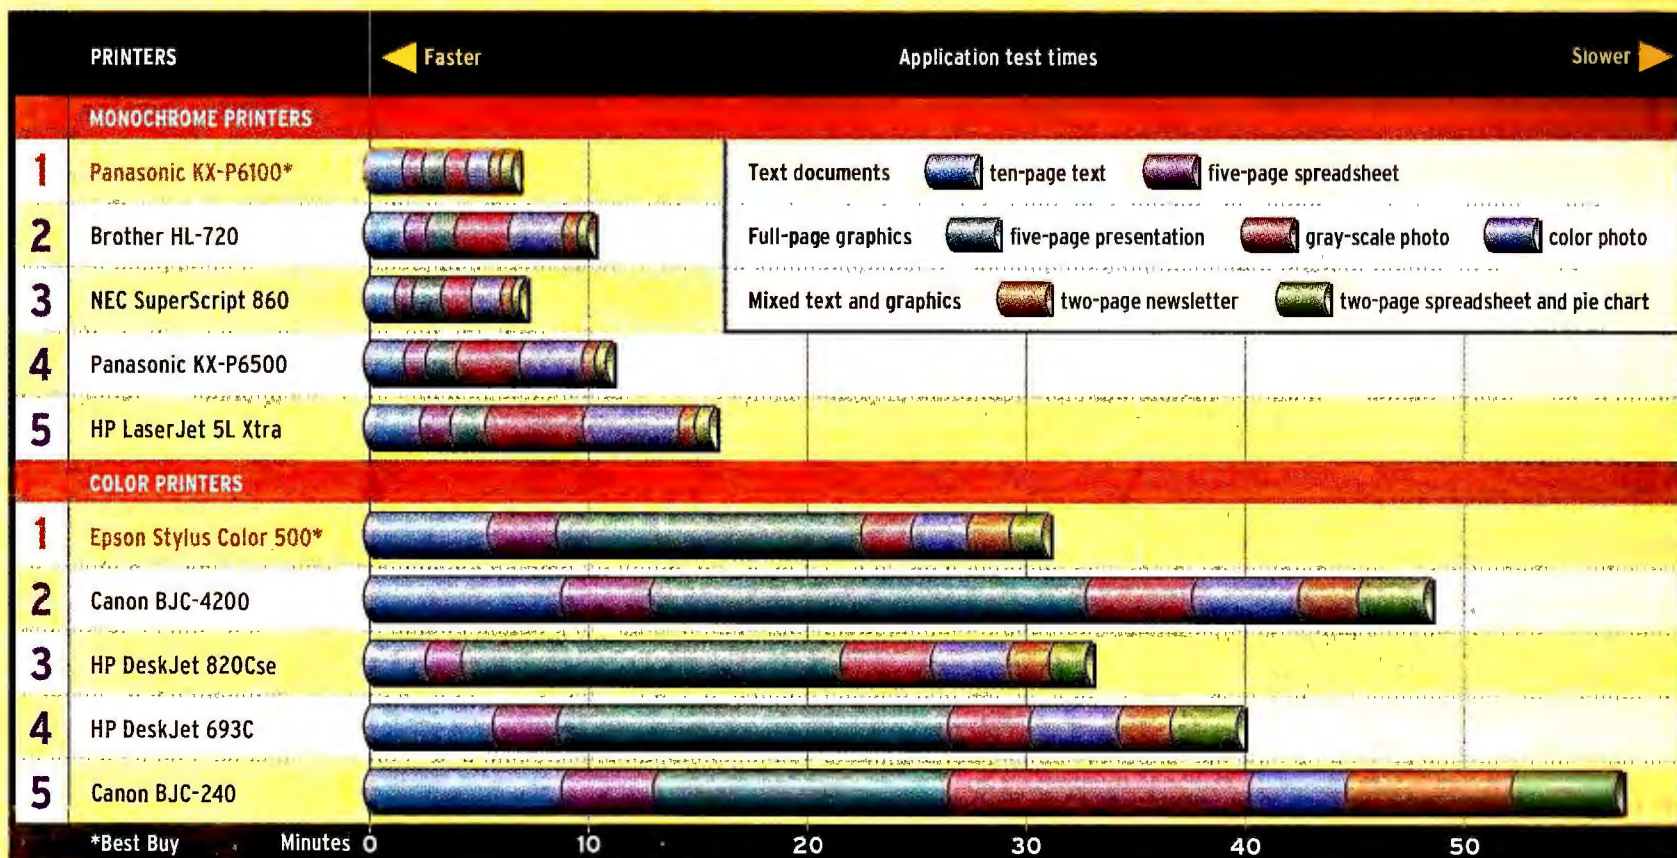 PRINTERS Faster Application test times Slower
MONOCHROME PRINTERS
1 Panasonic KX-P6100*
2 Brother HL-720
3 NEC SuperScript 860
4 Panasonic KX-P6500
5 HP LaserJet 5L Xtra
Text documents ten-page text five-page spreadsheet
Full-page graphics five-page presentation gray-scale photo color photo
Mixed text and graphics two-page newsletter two-page spreadsheet and pie chart
COLOR PRINTERS
1 Epson Stylus Color 500*
2 Canon BJC-4200
3 HP DeskJet 820Cse
4 HP DeskJet 693C
5 Canon BJC-240
*Best Buy Minutes 0 10 20 30 40 50